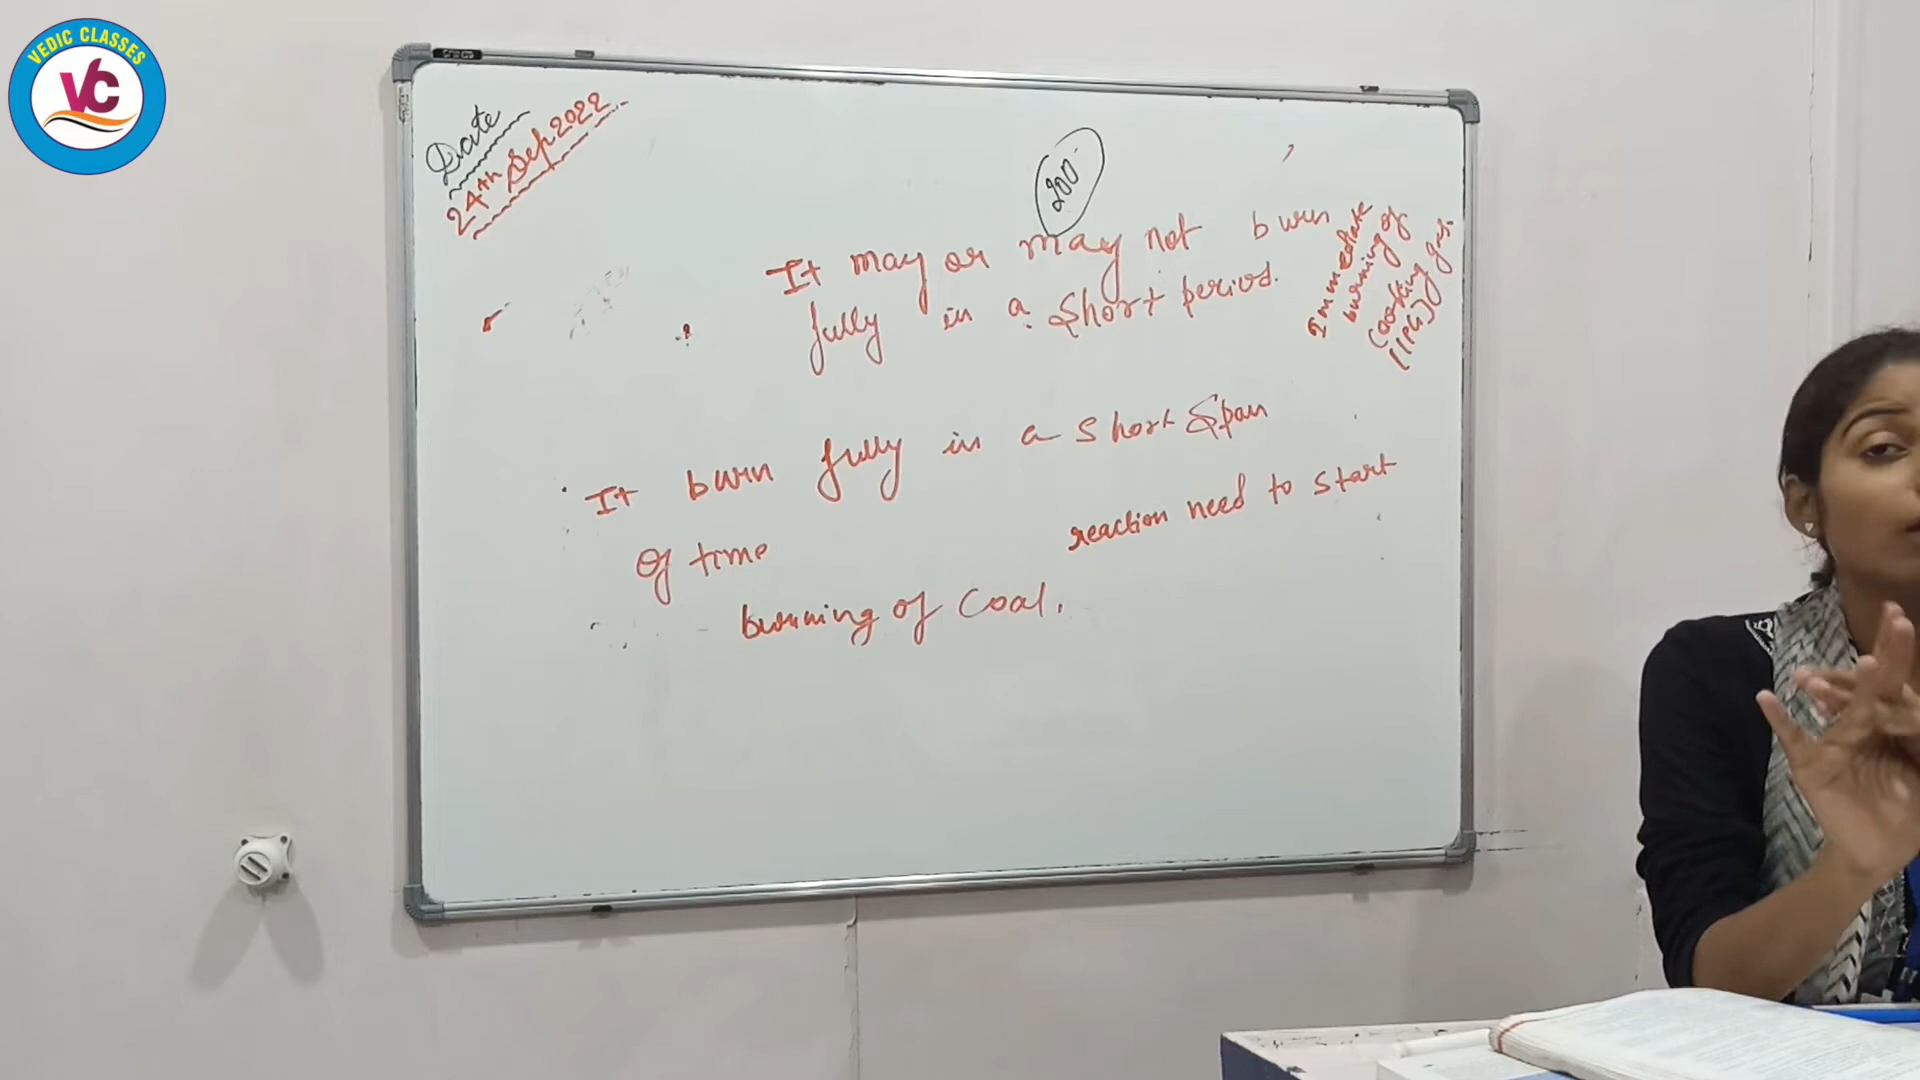 VEDIC CLASSES
VC
Date
24th Sep 2022
200
It may or may not burn
fully in a short period.
Immediate
burning of
Cooking gas.
(LPG)
It burn fully in a short Span
Of time
reaction need to start
burning of Coal.